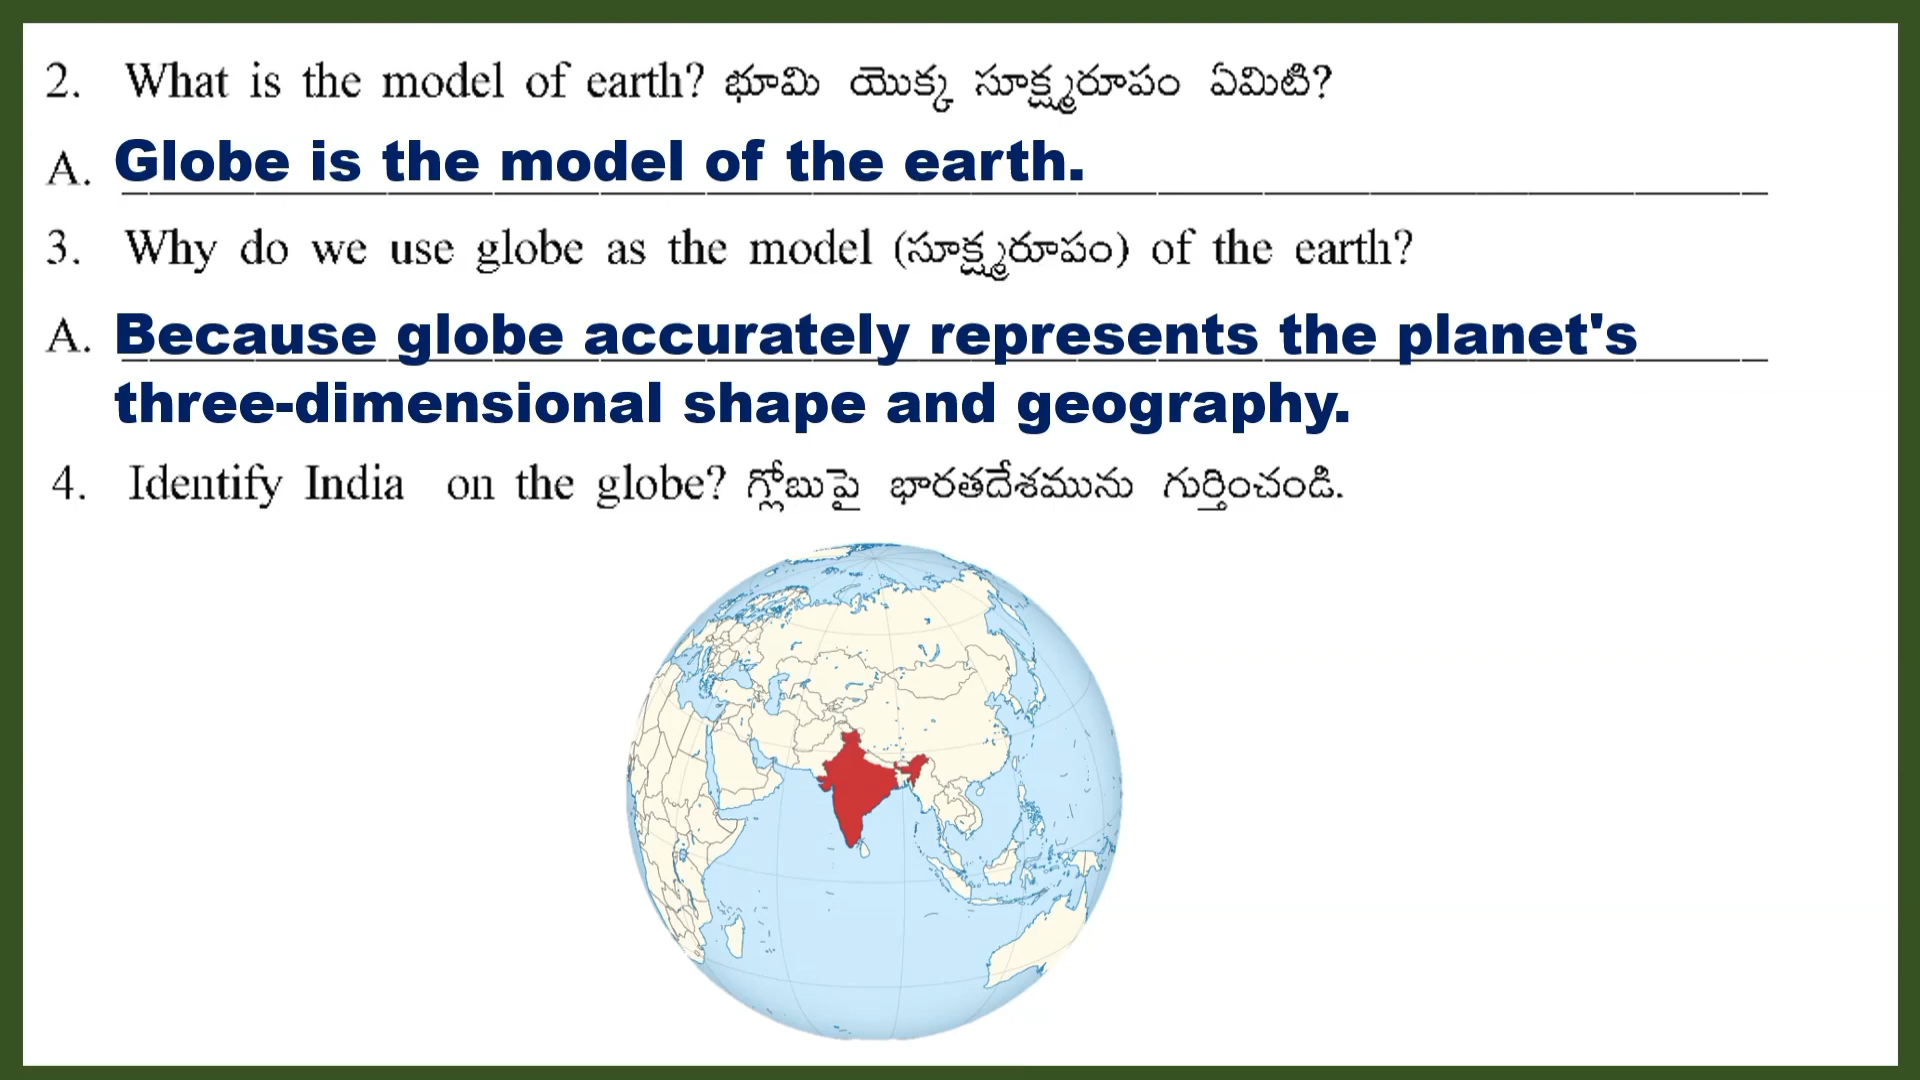 2. What is the model of earth? భూమి యొక్క సూక్ష్మరూపం ఏమిటి?
A. Globe is the model of the earth.
3. Why do we use globe as the model (సూక్ష్మరూపం) of the earth?
A. Because globe accurately represents the planet's
three-dimensional shape and geography.
4. Identify India on the globe? గ్లోబుపై భారతదేశమును గుర్తించండి.